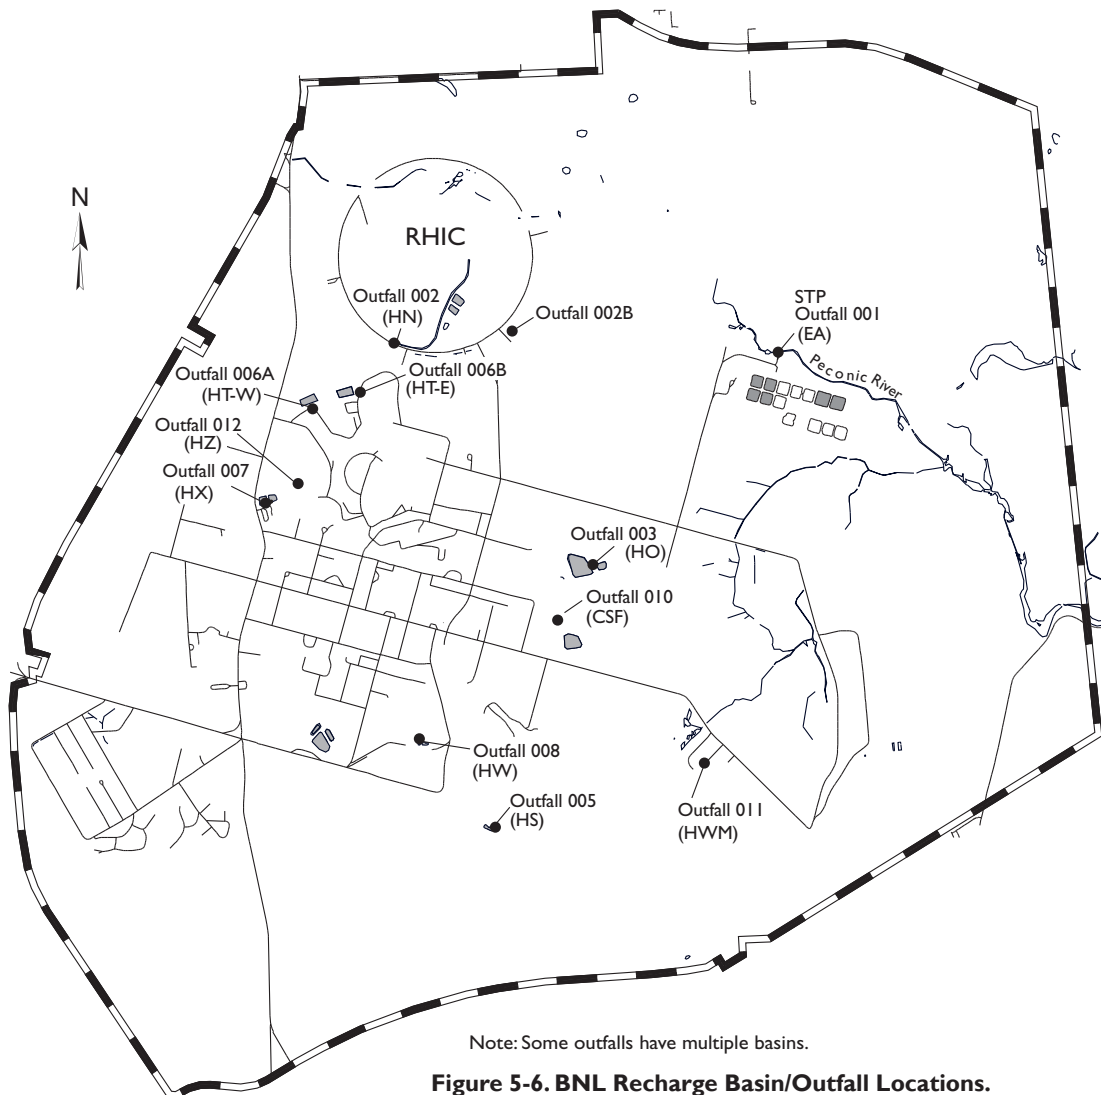 N
RHIC
Outfall 002
(HN)
Outfall 002B
STP
Outfall 001
(EA)
Peconic River
Outfall 006A
(HT-W)
Outfall 006B
(HT-E)
Outfall 012
(HZ)
Outfall 007
(HX)
Outfall 003
(HO)
Outfall 010
(CSF)
Outfall 008
(HW)
Outfall 005
(HS)
Outfall 011
(HWM)
Note: Some outfalls have multiple basins.
Figure 5-6. BNL Recharge Basin/Outfall Locations.